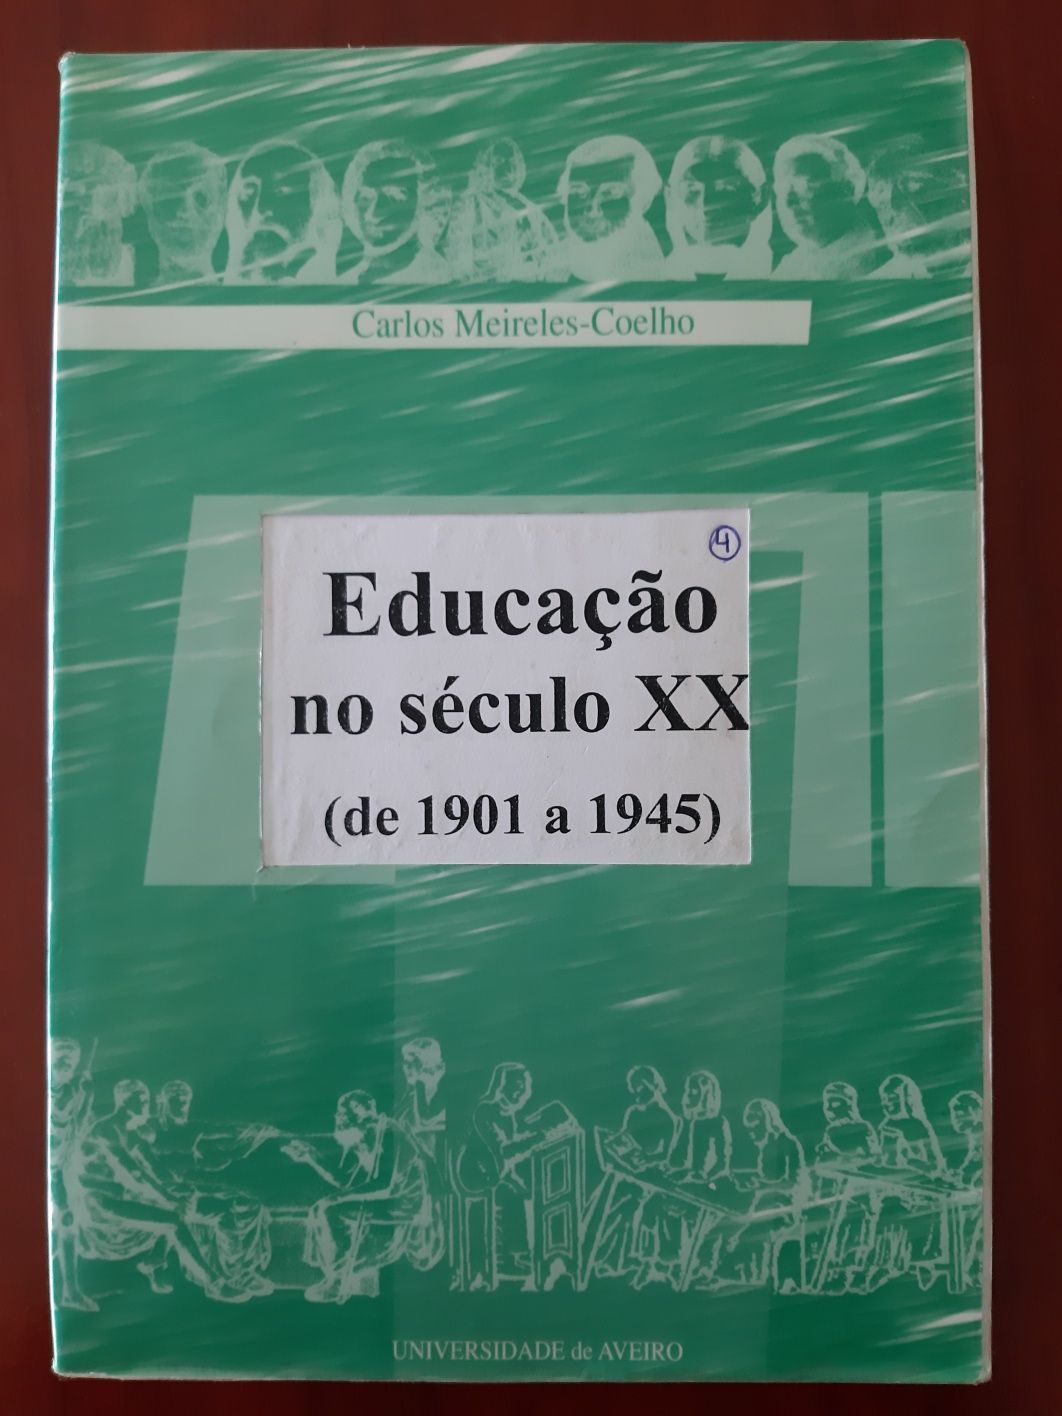 Carlos Meireles-Coelho
4
Educação
no século XX
(de 1901 a 1945)
UNIVERSIDADE de AVEIRO